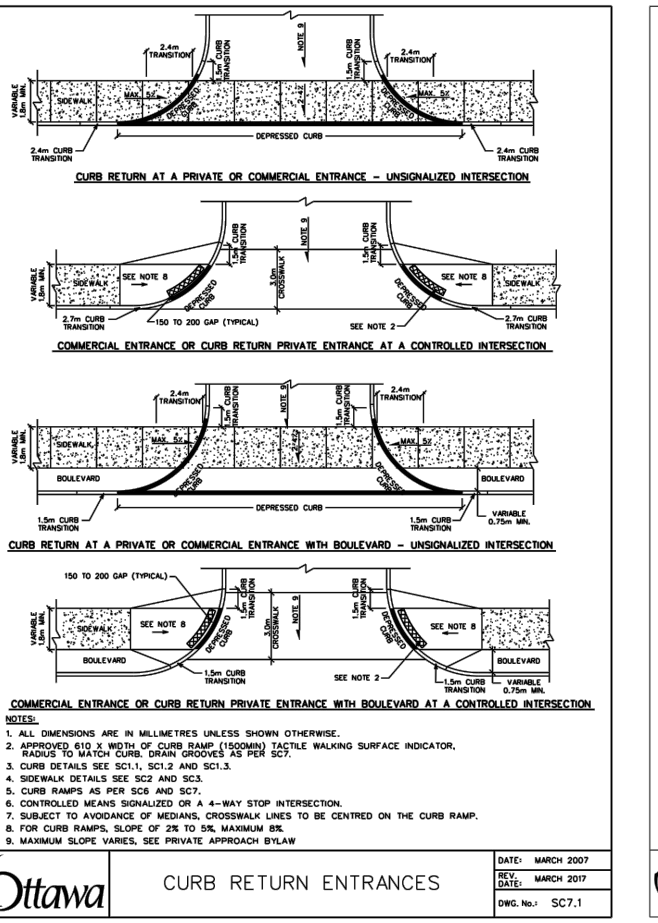 2.4m
TRANSITION
1.5m CURB
TRANSITION
NOTE 9
1.5m CURB
TRANSITION
2.4m
TRANSITION
VARIABLE
1.8m MIN.
SIDEWALK
MAX. 5%
DEPRESSED
CURB
DEPRESSED
CURB
MAX. 5%
DEPRESSED CURB
2.4m CURB
TRANSITION
2.4m CURB
TRANSITION
CURB RETURN AT A PRIVATE OR COMMERCIAL ENTRANCE - UNSIGNALIZED INTERSECTION
1.5m CURB
TRANSITION
NOTE 9
1.5m CURB
TRANSITION
VARIABLE
1.8m MIN.
SIDEWALK
SEE NOTE 8
DEPRESSED
CURB
3.0m
CROSSWALK
DEPRESSED
CURB
SEE NOTE 8
SIDEWALK
2.7m CURB
TRANSITION
150 TO 200 GAP (TYPICAL)
SEE NOTE 2
2.7m CURB
TRANSITION
COMMERCIAL ENTRANCE OR CURB RETURN PRIVATE ENTRANCE AT A CONTROLLED INTERSECTION
2.4m
TRANSITION
1.5m CURB
TRANSITION
NOTE 9
1.5m CURB
TRANSITION
2.4m
TRANSITION
VARIABLE
1.8m MIN.
SIDEWALK
MAX. 5%
MAX. 5%
BOULEVARD
DEPRESSED
CURB
DEPRESSED
CURB
BOULEVARD
DEPRESSED CURB
1.5m CURB
TRANSITION
1.5m CURB
TRANSITION
VARIABLE
0.75m MIN.
CURB RETURN AT A PRIVATE OR COMMERCIAL ENTRANCE WITH BOULEVARD - UNSIGNALIZED INTERSECTION
150 TO 200 GAP (TYPICAL)
1.5m CURB
TRANSITION
NOTE 9
1.5m CURB
TRANSITION
VARIABLE
1.8m MIN.
SIDEWALK
SEE NOTE 8
DEPRESSED
CURB
3.0m
CROSSWALK
DEPRESSED
CURB
SEE NOTE 8
SIDEWALK
BOULEVARD
BOULEVARD
1.5m CURB
TRANSITION
SEE NOTE 2
1.5m CURB
TRANSITION
VARIABLE
0.75m MIN.
COMMERCIAL ENTRANCE OR CURB RETURN PRIVATE ENTRANCE WITH BOULEVARD AT A CONTROLLED INTERSECTION
NOTES:
1. ALL DIMENSIONS ARE IN MILLIMETRES UNLESS SHOWN OTHERWISE.
2. APPROVED 610 X WIDTH OF CURB RAMP (1500MIN) TACTILE WALKING SURFACE INDICATOR,
RADIUS TO MATCH CURB. DRAIN GROOVES AS PER SC7.
3. CURB DETAILS SEE SC1.1, SC1.2 AND SC1.3.
4. SIDEWALK DETAILS SEE SC2 AND SC3.
5. CURB RAMPS AS PER SC6 AND SC7.
6. CONTROLLED MEANS SIGNALIZED OR A 4-WAY STOP INTERSECTION.
7. SUBJECT TO AVOIDANCE OF MEDIANS, CROSSWALK LINES TO BE CENTRED ON THE CURB RAMP.
8. FOR CURB RAMPS, SLOPE OF 2% TO 5%, MAXIMUM 8%.
9. MAXIMUM SLOPE VARIES, SEE PRIVATE APPROACH BYLAW
Ottawa
CURB RETURN ENTRANCES
DATE: MARCH 2007
REV.
DATE: MARCH 2017
DWG. No.: SC7.1